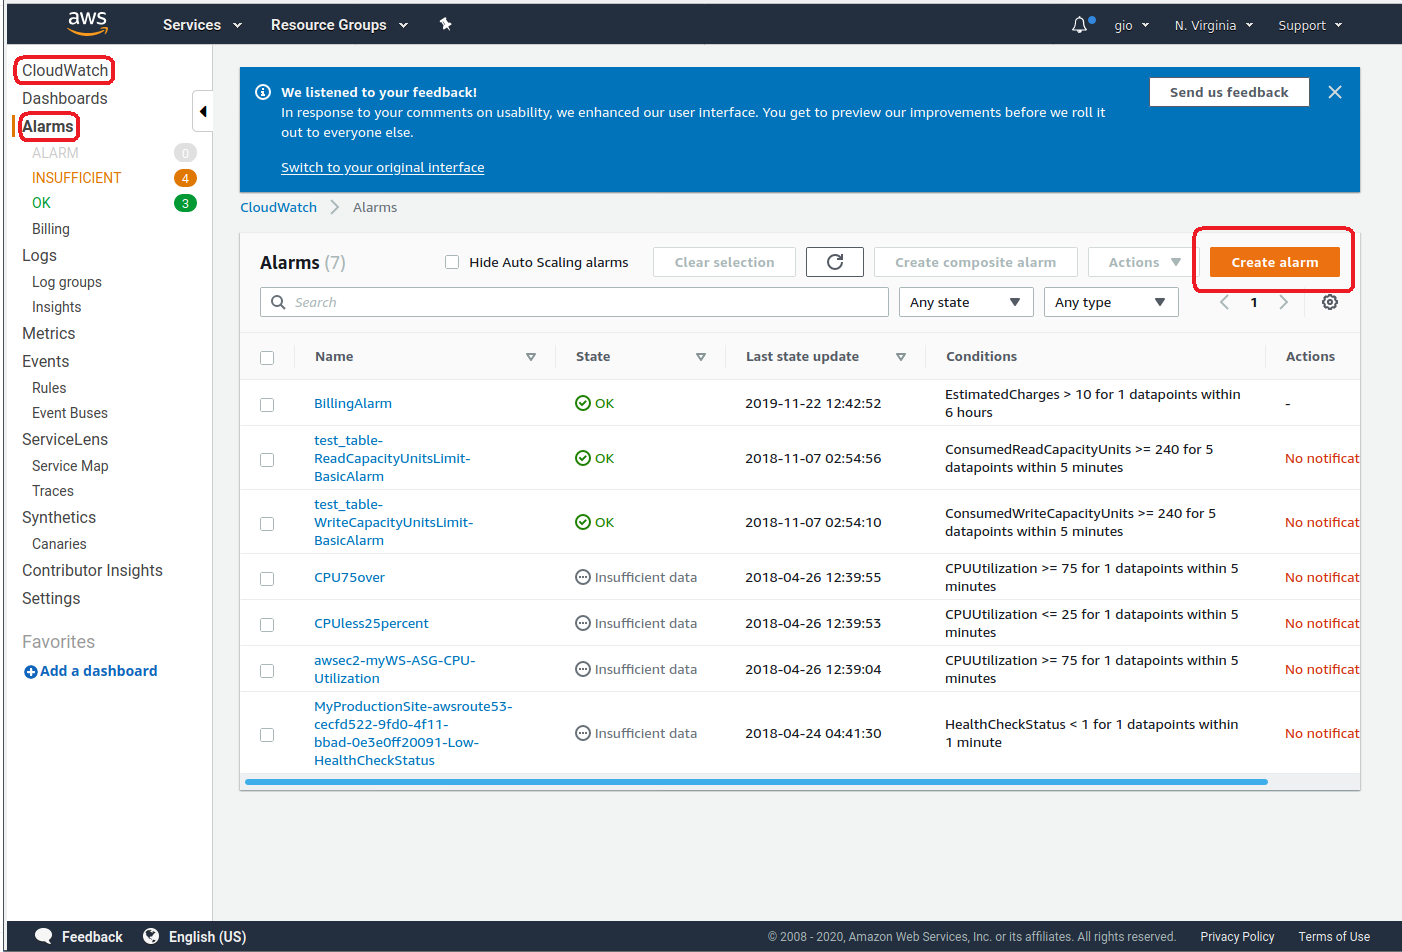 aws
Services
Resource Groups
gio
N. Virginia
Support
CloudWatch
Dashboards
Alarms
ALARM 0
INSUFFICIENT 4
OK 3
Billing
Logs
Log groups
Insights
Metrics
Events
Rules
Event Buses
ServiceLens
Service Map
Traces
Synthetics
Canaries
Contributor Insights
Settings
Favorites
Add a dashboard
We listened to your feedback!
In response to your comments on usability, we enhanced our user interface. You get to preview our improvements before we roll it
out to everyone else.
Switch to your original interface
Send us feedback
CloudWatch > Alarms
Alarms (7)
Hide Auto Scaling alarms
Clear selection
Create composite alarm
Actions
Create alarm
Search
Any state
Any type
1
Name State Last state update Conditions Actions
BillingAlarm
OK
2019-11-22 12:42:52
EstimatedCharges > 10 for 1 datapoints within
6 hours
-
test_table-
ReadCapacityUnitsLimit-
BasicAlarm
OK
2018-11-07 02:54:56
ConsumedReadCapacityUnits >= 240 for 5
datapoints within 5 minutes
No notificat
test_table-
WriteCapacityUnitsLimit-
BasicAlarm
OK
2018-11-07 02:54:10
ConsumedWriteCapacityUnits >= 240 for 5
datapoints within 5 minutes
No notificat
CPU75over
Insufficient data
2018-04-26 12:39:55
CPUUtilization >= 75 for 1 datapoints within 5
minutes
No notificat
CPUless25percent
Insufficient data
2018-04-26 12:39:53
CPUUtilization <= 25 for 1 datapoints within 5
minutes
No notificat
awsec2-myWS-ASG-CPU-
Utilization
Insufficient data
2018-04-26 12:39:04
CPUUtilization >= 75 for 1 datapoints within 5
minutes
No notificat
MyProductionSite-awsroute53-
cecfd522-9fd0-4f11-
bbad-0e3e0ff20091-Low-
HealthCheckStatus
Insufficient data
2018-04-24 04:41:30
HealthCheckStatus < 1 for 1 datapoints within
1 minute
No notificat
Feedback
English (US)
© 2008 - 2020, Amazon Web Services, Inc. or its affiliates. All rights reserved.
Privacy Policy
Terms of Use